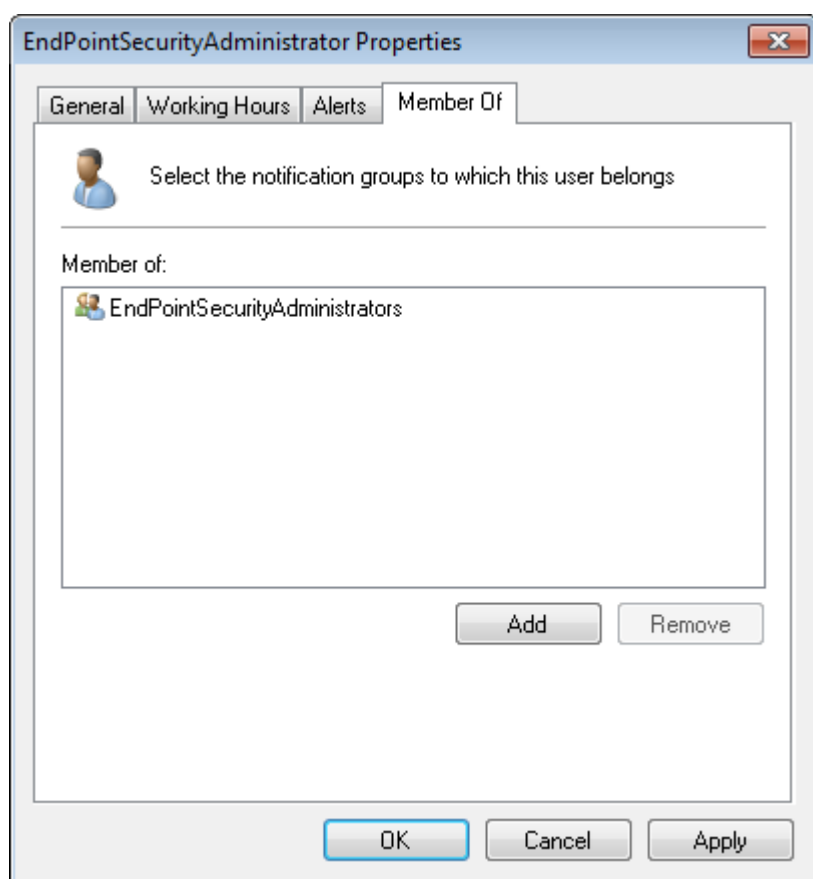 EndPointSecurityAdministrator Properties
General Working Hours Alerts Member Of
Select the notification groups to which this user belongs
Member of:
EndPointSecurityAdministrators
Add Remove
OK Cancel Apply